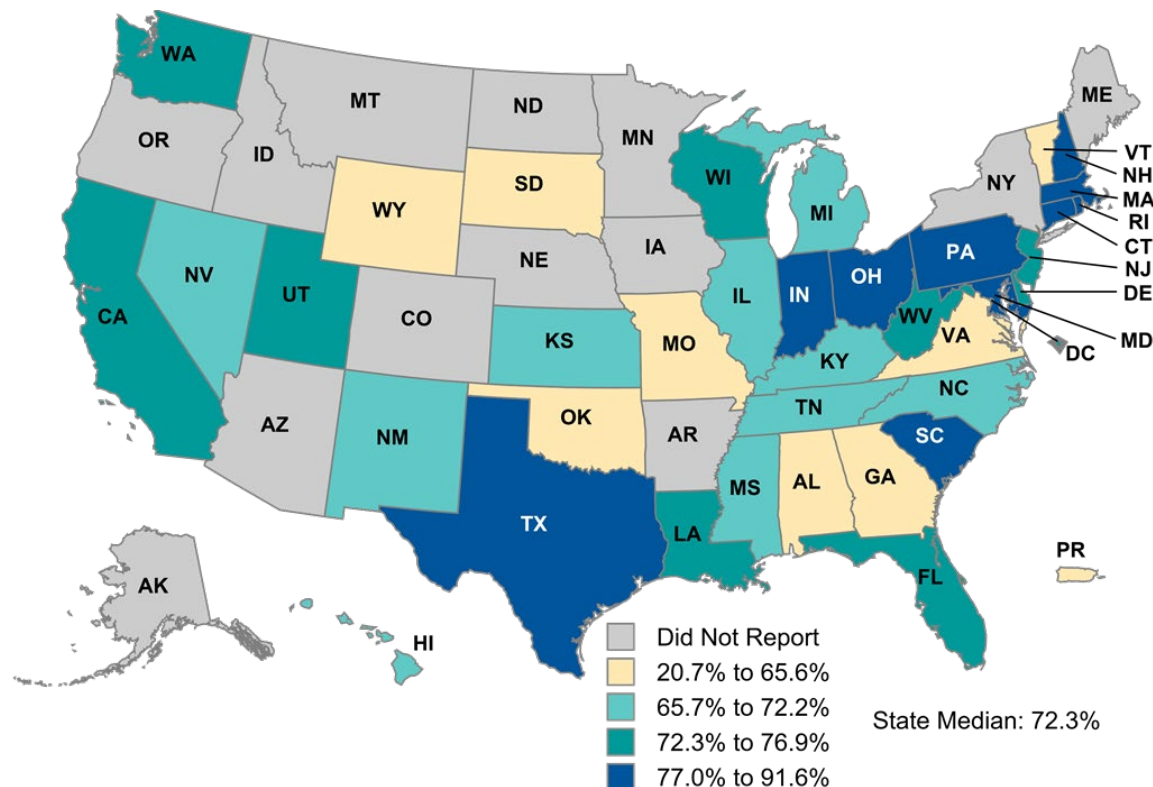 WA
MT
ND
MN
ME
OR
ID
SD
WI
VT
NH
WY
NY
MA
MI
RI
CT
NV
NE
IA
PA
NJ
UT
CO
IL
IN
OH
DE
CA
KS
MO
WV
VA
MD
KY
DC
AZ
NM
OK
AR
TN
NC
SC
MS
AL
GA
TX
LA
PR
FL
AK
HI
Did Not Report
20.7% to 65.6%
65.7% to 72.2%
State Median: 72.3%
72.3% to 76.9%
77.0% to 91.6%